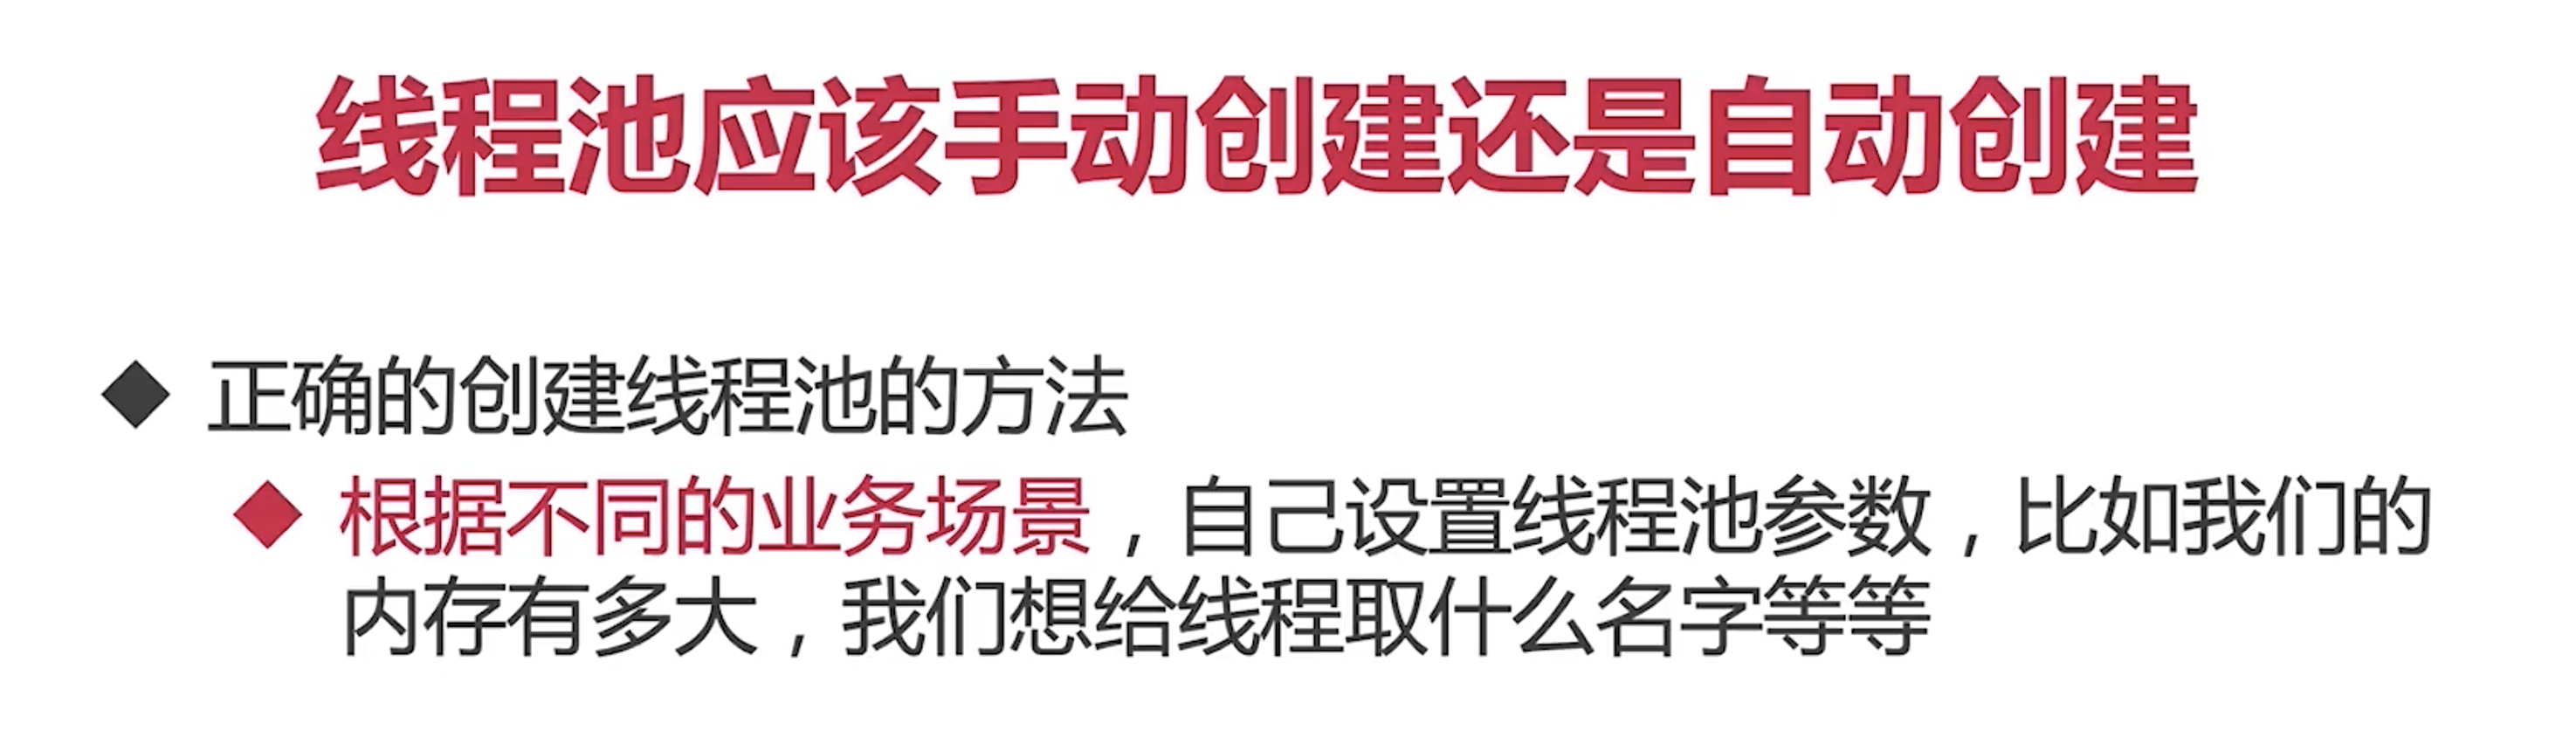 线程池应该手动创建还是自动创建
正确的创建线程池的方法
根据不同的业务场景，自己设置线程池参数，比如我们的
内存有多大，我们想给线程取什么名字等等